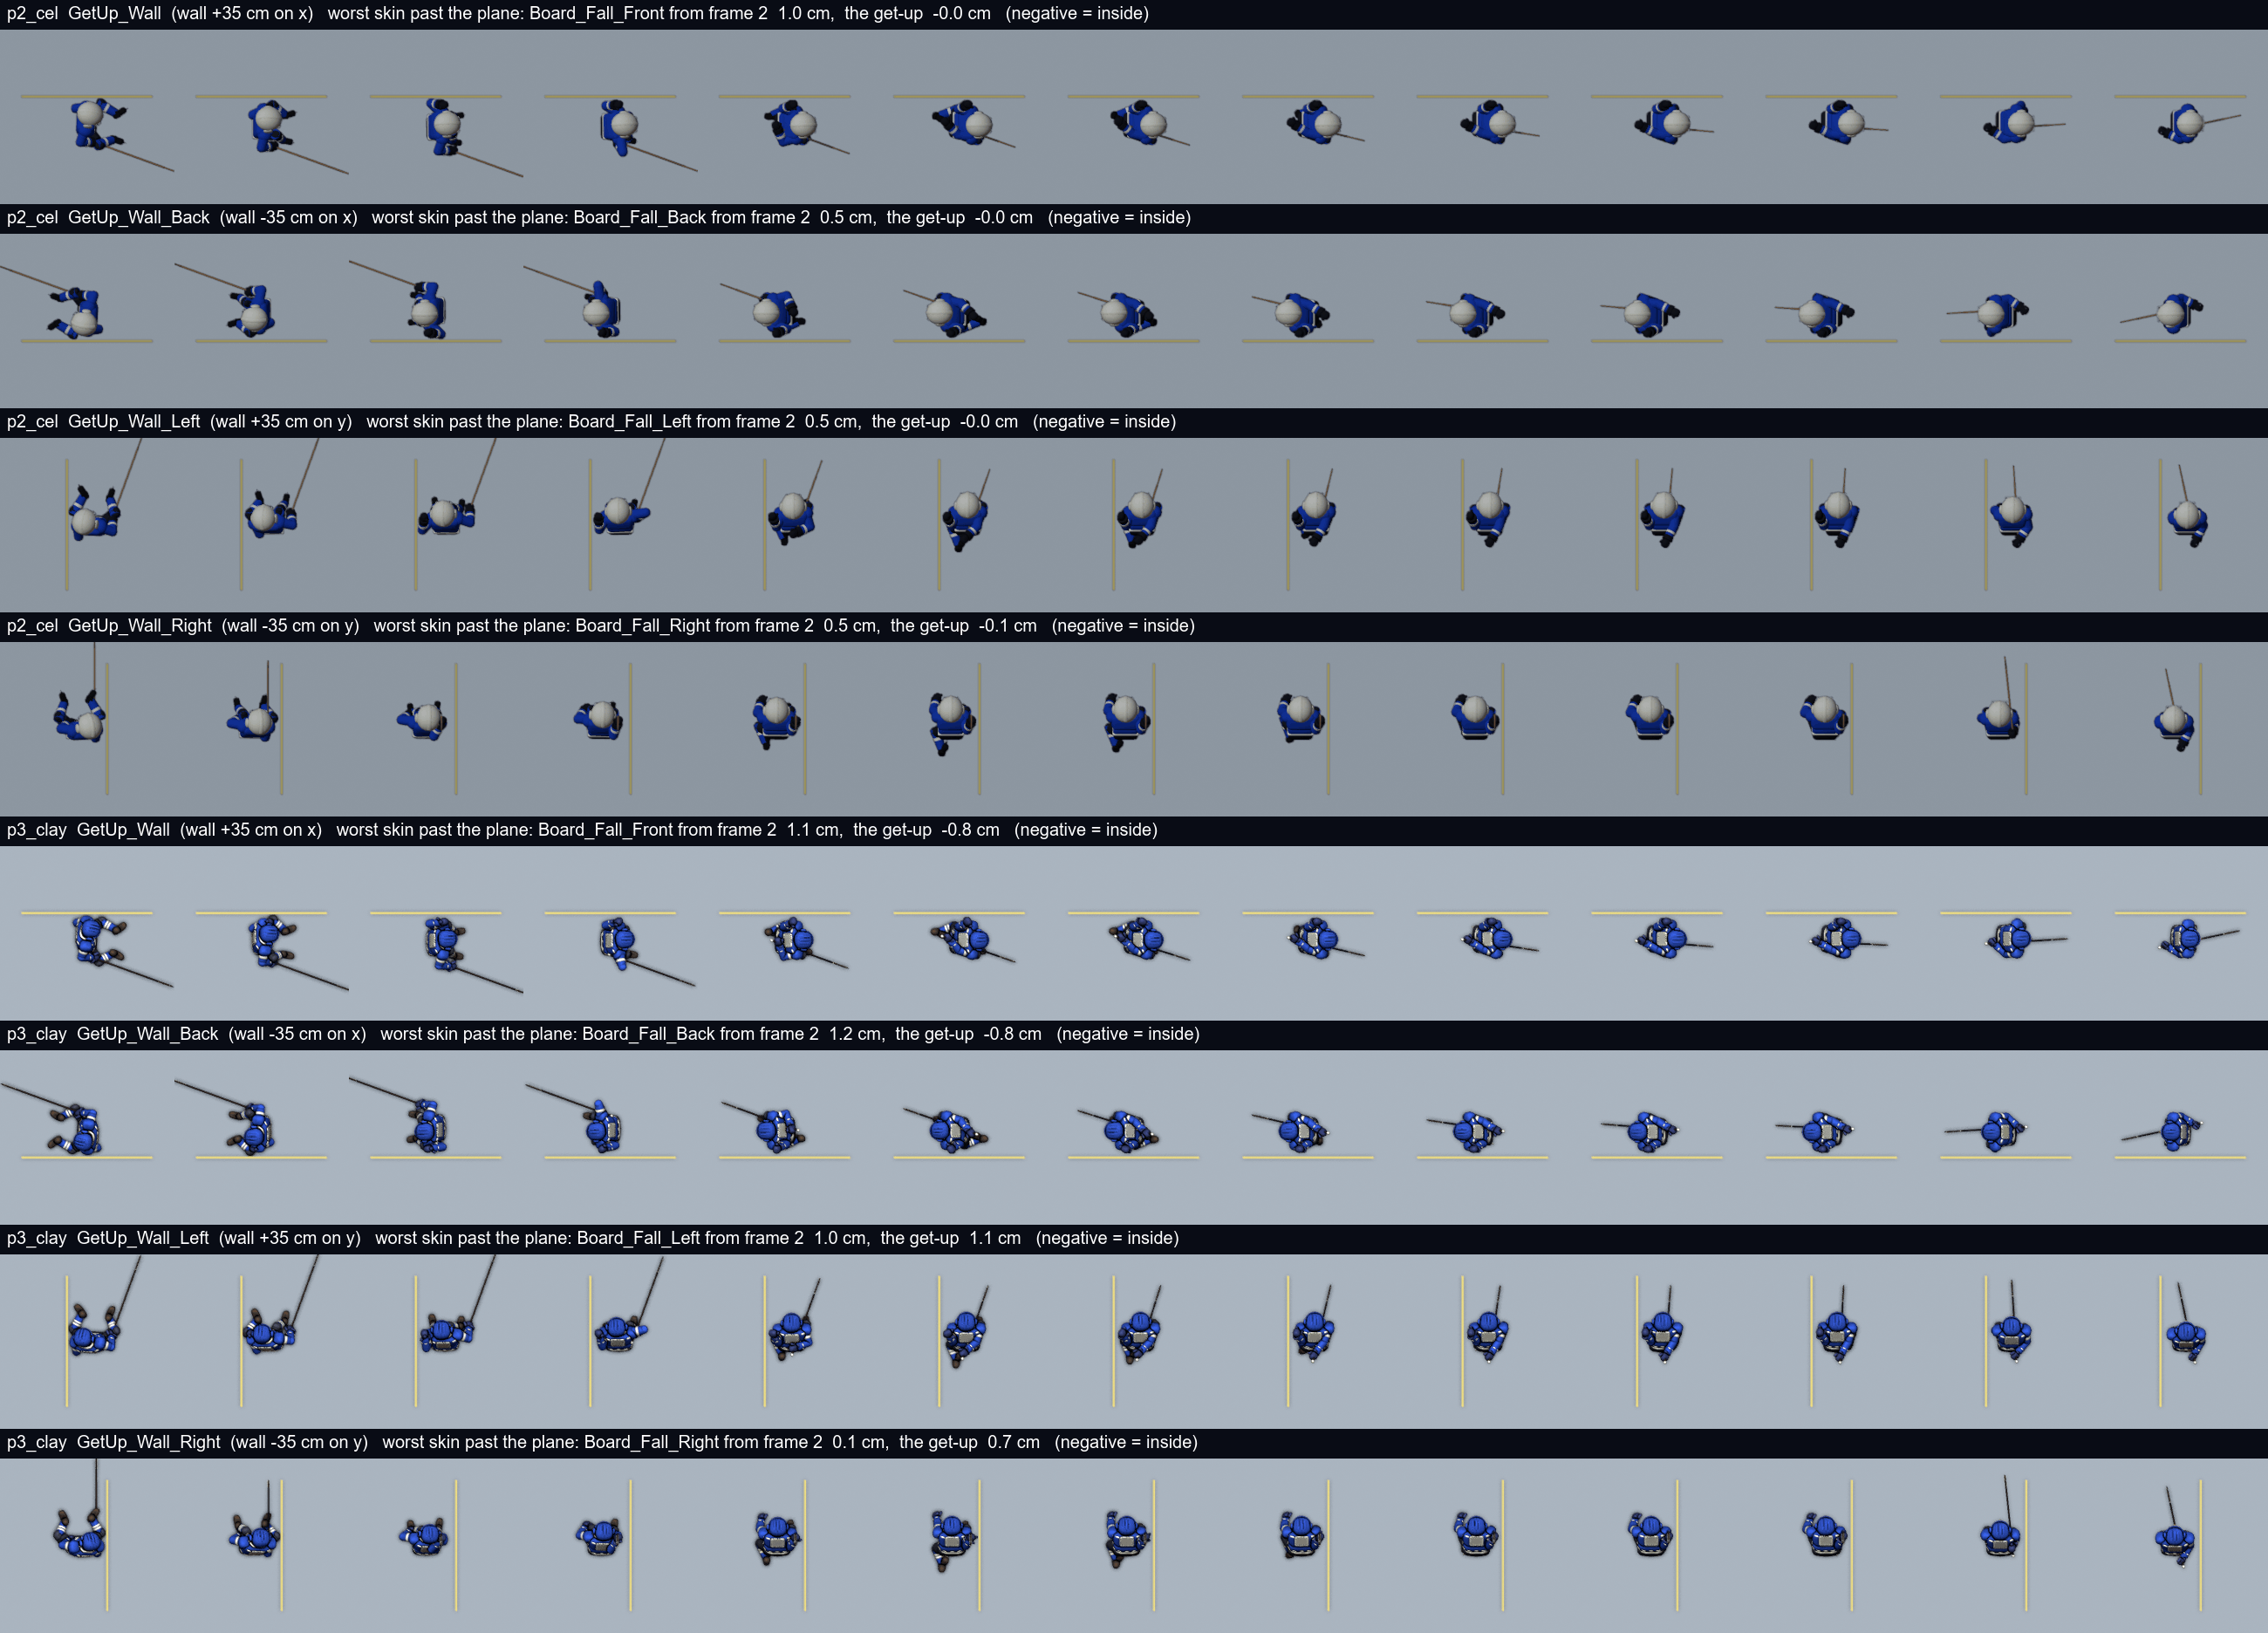 p2_cel  GetUp_Wall  (wall +35 cm on x)   worst skin past the plane: Board_Fall_Front from frame 2  1.0 cm,  the get-up  -0.0 cm   (negative = inside)
p2_cel  GetUp_Wall_Back  (wall -35 cm on x)   worst skin past the plane: Board_Fall_Back from frame 2  0.5 cm,  the get-up  -0.0 cm   (negative = inside)
p2_cel  GetUp_Wall_Left  (wall +35 cm on y)   worst skin past the plane: Board_Fall_Left from frame 2  0.5 cm,  the get-up  -0.0 cm   (negative = inside)
p2_cel  GetUp_Wall_Right  (wall -35 cm on y)   worst skin past the plane: Board_Fall_Right from frame 2  0.5 cm,  the get-up  -0.1 cm   (negative = inside)
p3_clay  GetUp_Wall  (wall +35 cm on x)   worst skin past the plane: Board_Fall_Front from frame 2  1.1 cm,  the get-up  -0.8 cm   (negative = inside)
p3_clay  GetUp_Wall_Back  (wall -35 cm on x)   worst skin past the plane: Board_Fall_Back from frame 2  1.2 cm,  the get-up  -0.8 cm   (negative = inside)
p3_clay  GetUp_Wall_Left  (wall +35 cm on y)   worst skin past the plane: Board_Fall_Left from frame 2  1.0 cm,  the get-up  1.1 cm   (negative = inside)
p3_clay  GetUp_Wall_Right  (wall -35 cm on y)   worst skin past the plane: Board_Fall_Right from frame 2  0.1 cm,  the get-up  0.7 cm   (negative = inside)